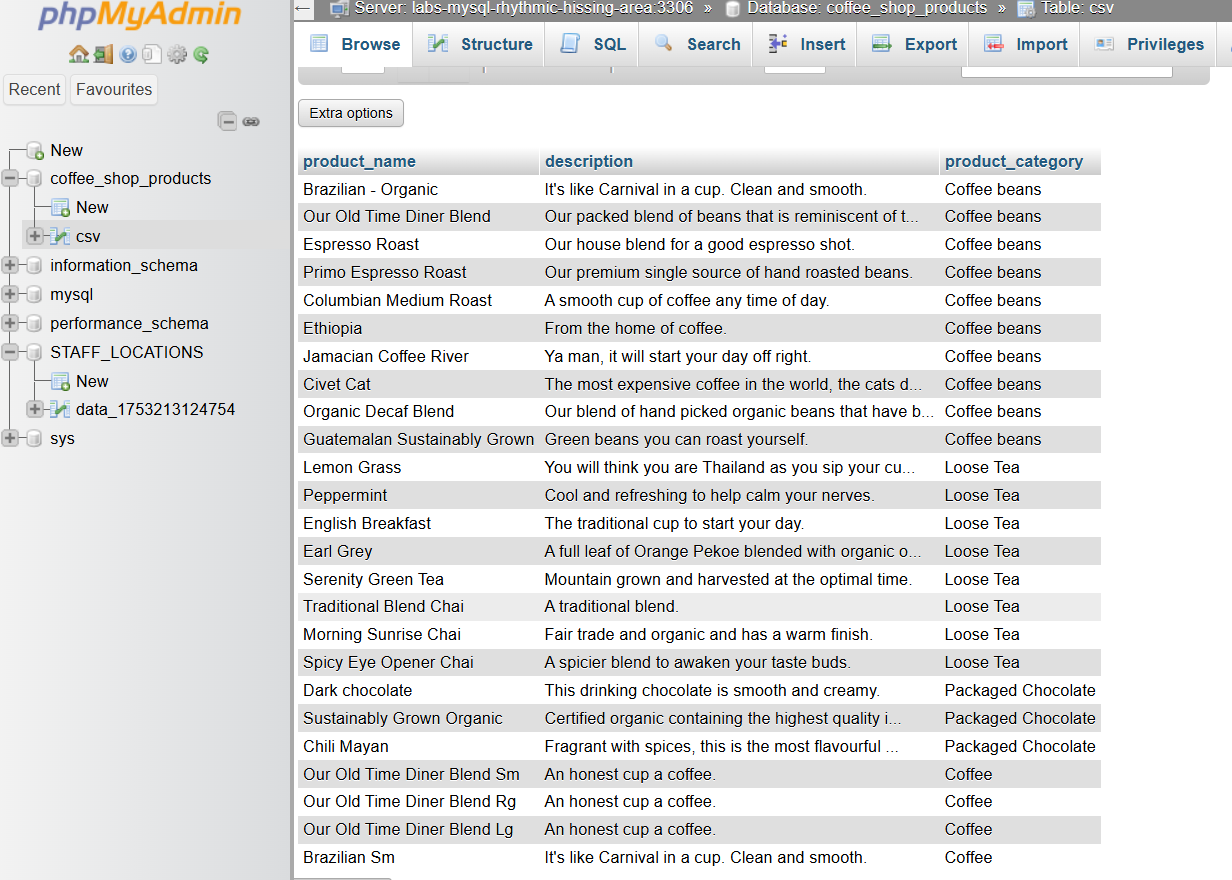 phpMyAdmin
Recent Favourites
New
coffee_shop_products
New
csv
information_schema
mysql
performance_schema
STAFF_LOCATIONS
New
data_1753213124754
sys
← Server: labs-mysql-rhythmic-hissing-area:3306 » Database: coffee_shop_products » Table: csv
Browse Structure SQL Search Insert Export Import Privileges
Extra options
product_name description product_category
Brazilian - Organic It's like Carnival in a cup. Clean and smooth. Coffee beans
Our Old Time Diner Blend Our packed blend of beans that is reminiscent of t... Coffee beans
Espresso Roast Our house blend for a good espresso shot. Coffee beans
Primo Espresso Roast Our premium single source of hand roasted beans. Coffee beans
Columbian Medium Roast A smooth cup of coffee any time of day. Coffee beans
Ethiopia From the home of coffee. Coffee beans
Jamacian Coffee River Ya man, it will start your day off right. Coffee beans
Civet Cat The most expensive coffee in the world, the cats d... Coffee beans
Organic Decaf Blend Our blend of hand picked organic beans that have b... Coffee beans
Guatemalan Sustainably Grown Green beans you can roast yourself. Coffee beans
Lemon Grass You will think you are Thailand as you sip your cu... Loose Tea
Peppermint Cool and refreshing to help calm your nerves. Loose Tea
English Breakfast The traditional cup to start your day. Loose Tea
Earl Grey A full leaf of Orange Pekoe blended with organic o... Loose Tea
Serenity Green Tea Mountain grown and harvested at the optimal time. Loose Tea
Traditional Blend Chai A traditional blend. Loose Tea
Morning Sunrise Chai Fair trade and organic and has a warm finish. Loose Tea
Spicy Eye Opener Chai A spicier blend to awaken your taste buds. Loose Tea
Dark chocolate This drinking chocolate is smooth and creamy. Packaged Chocolate
Sustainably Grown Organic Certified organic containing the highest quality i... Packaged Chocolate
Chili Mayan Fragrant with spices, this is the most flavourful ... Packaged Chocolate
Our Old Time Diner Blend Sm An honest cup a coffee. Coffee
Our Old Time Diner Blend Rg An honest cup a coffee. Coffee
Our Old Time Diner Blend Lg An honest cup a coffee. Coffee
Brazilian Sm It's like Carnival in a cup. Clean and smooth. Coffee